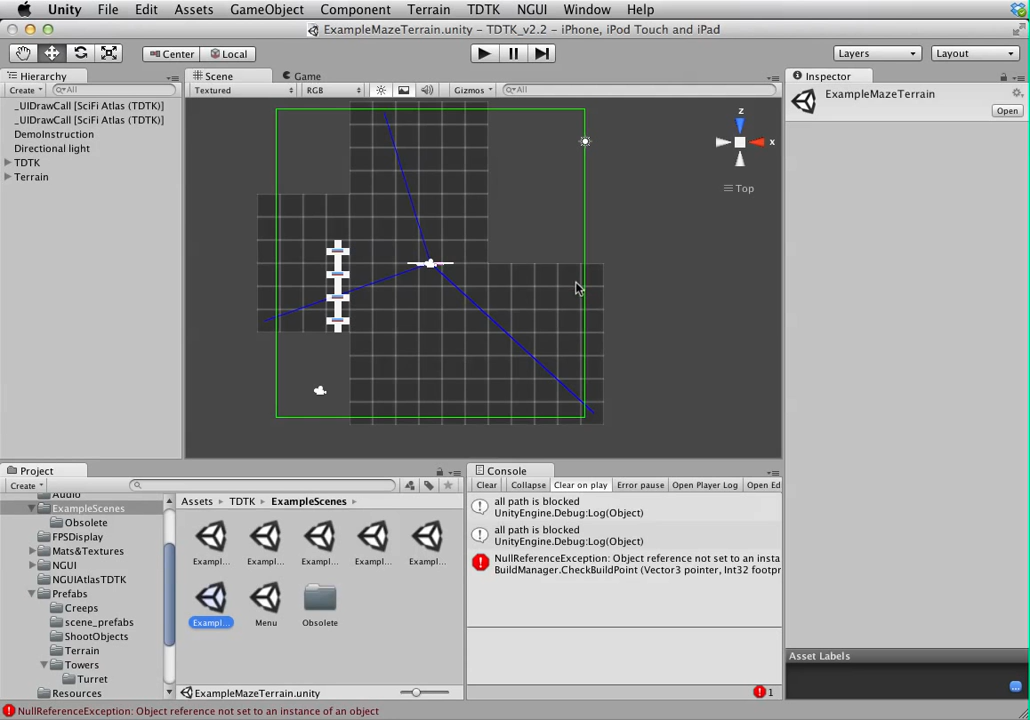 Unity File Edit Assets GameObject Component Terrain TDTK NGUI Window Help
ExampleMazeTerrain.unity - TDTK_v2.2 - iPhone, iPod Touch and iPad
Center Local Layers Layout
Hierarchy
Create All
_UIDrawCall [SciFi Atlas (TDTK)]
_UIDrawCall [SciFi Atlas (TDTK)]
DemoInstruction
Directional light
TDTK
Terrain
Scene Game
Textured RGB Gizmos All
z
x
Top
Inspector
ExampleMazeTerrain
Open
Project
Create
Audio
ExampleScenes
Obsolete
FPSDisplay
Mats&Textures
NGUI
NGUIAtlasTDTK
Prefabs
Creeps
scene_prefabs
ShootObjects
Terrain
Towers
Turret
Resources
Assets TDTK ExampleScenes
Exampl... Exampl... Exampl... Exampl... Exampl...
Exampl... Menu Obsolete
ExampleMazeTerrain.unity
Console
Clear Collapse Clear on play Error pause Open Player Log Open Ed
all path is blocked
UnityEngine.Debug:Log(Object)
all path is blocked
UnityEngine.Debug:Log(Object)
NullReferenceException: Object reference not set to an insta
BuildManager.CheckBuildPoint (Vector3 pointer, Int32 footpr
1
Asset Labels
NullReferenceException: Object reference not set to an instance of an object